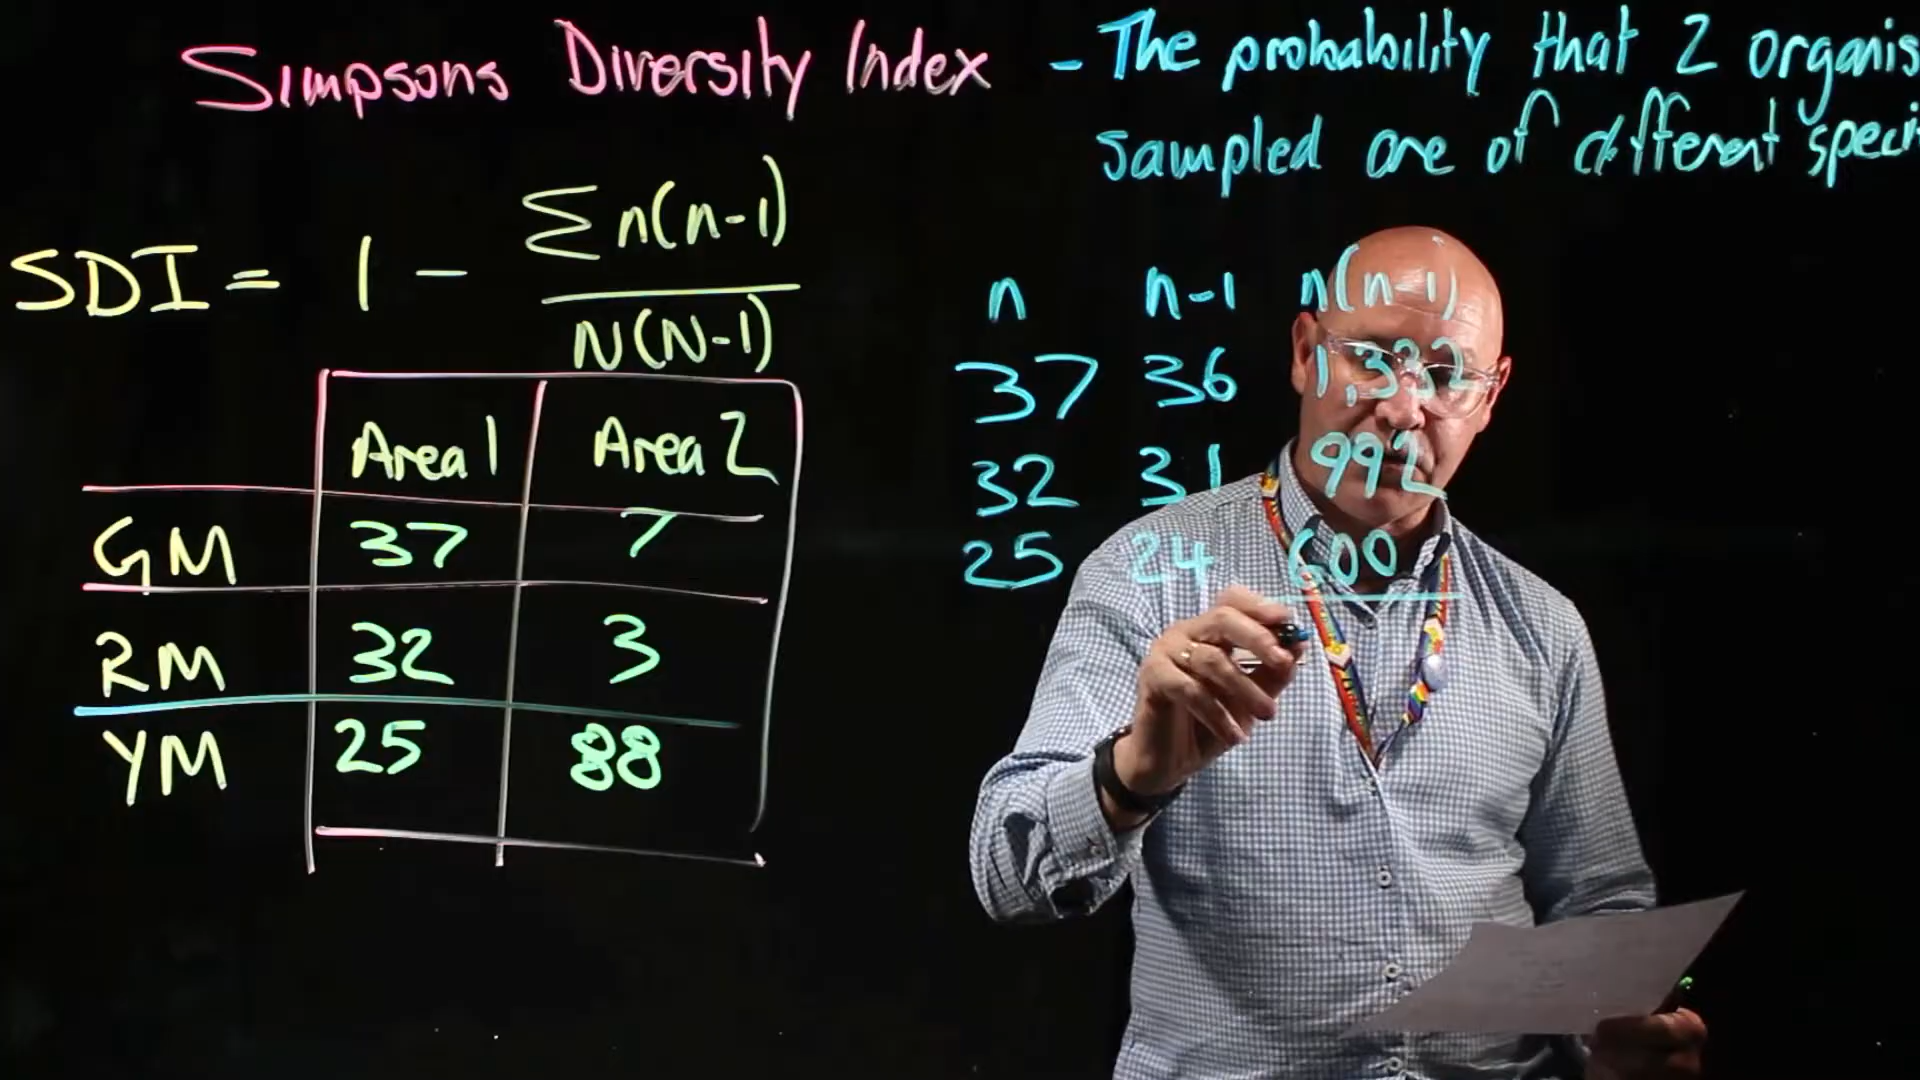 Simpsons Diversity Index - The probability that 2 organis
sampled are of different speci
SDI = 1 - Σn(n-1)
N(N-1)
Area 1 Area 2
GM 37 7
RM 32 3
YM 25 88
n n-1 n(n-1)
37 36 1,332
32 31 992
25 24 600